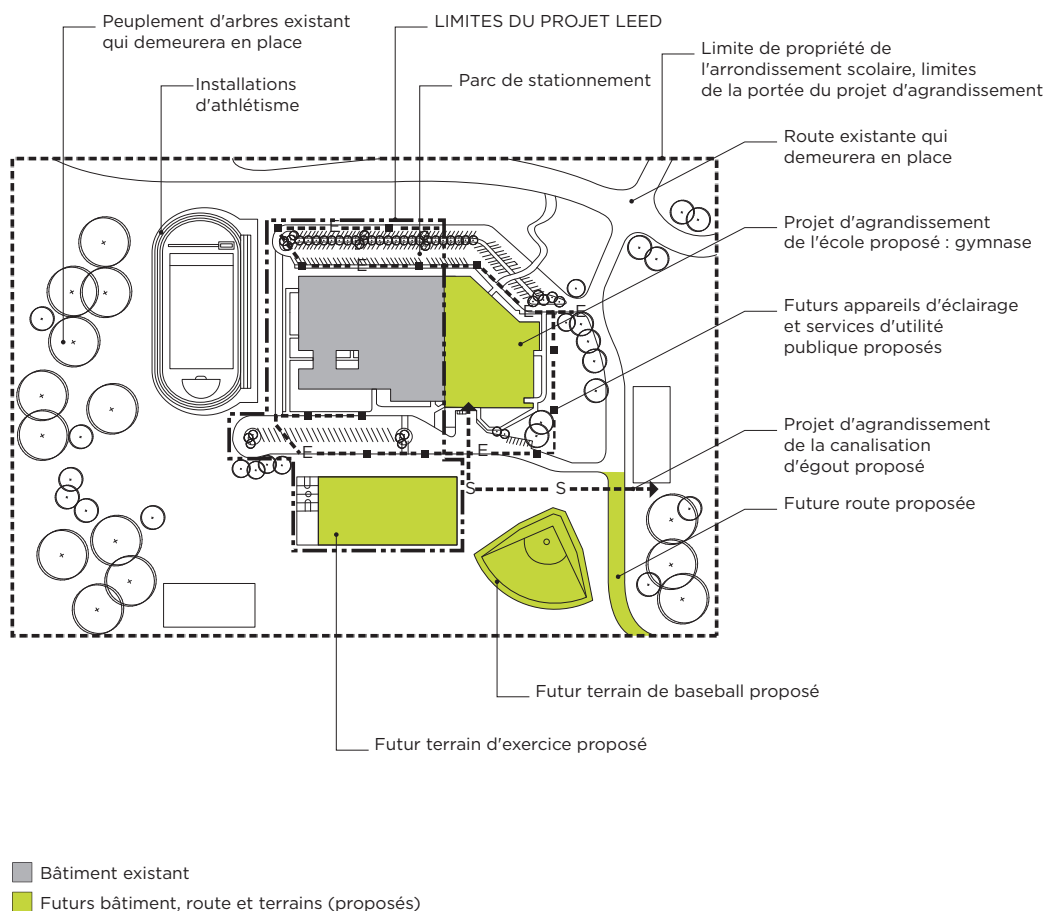 Peuplement d'arbres existant
qui demeurera en place
LIMITES DU PROJET LEED
Limite de propriété de
l'arrondissement scolaire, limites
de la portée du projet d'agrandissement
Installations
d'athlétisme
Parc de stationnement
Route existante qui
demeurera en place
Projet d'agrandissement
de l'école proposé : gymnase
Futurs appareils d'éclairage
et services d'utilité
publique proposés
Projet d'agrandissement
de la canalisation
d'égout proposé
Future route proposée
E
E
E
E
E
E
S
S
Futur terrain de baseball proposé
Futur terrain d'exercice proposé
Bâtiment existant
Futurs bâtiment, route et terrains (proposés)